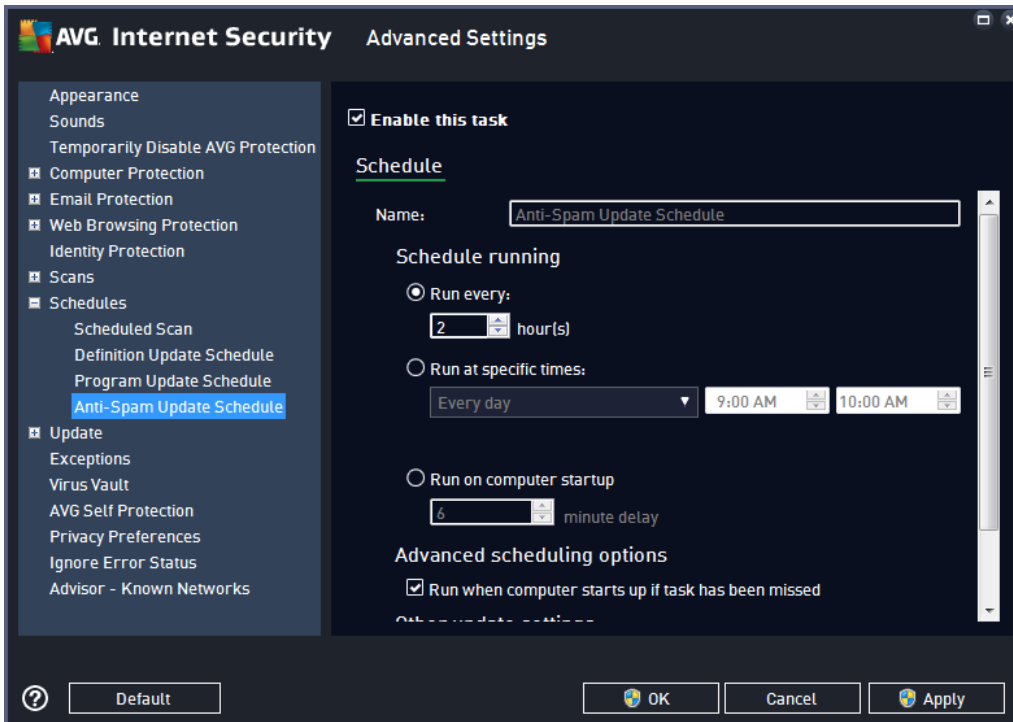 AVG. Internet Security Advanced Settings
Appearance
Sounds
Temporarily Disable AVG Protection
Computer Protection
Email Protection
Web Browsing Protection
Identity Protection
Scans
Schedules
Scheduled Scan
Definition Update Schedule
Program Update Schedule
Anti-Spam Update Schedule
Update
Exceptions
Virus Vault
AVG Self Protection
Privacy Preferences
Ignore Error Status
Advisor - Known Networks
Enable this task
Schedule
Name: Anti-Spam Update Schedule
Schedule running
Run every:
2 hour(s)
Run at specific times:
Every day 9:00 AM 10:00 AM
Run on computer startup
6 minute delay
Advanced scheduling options
Run when computer starts up if task has been missed
Other update settings
? Default OK Cancel Apply